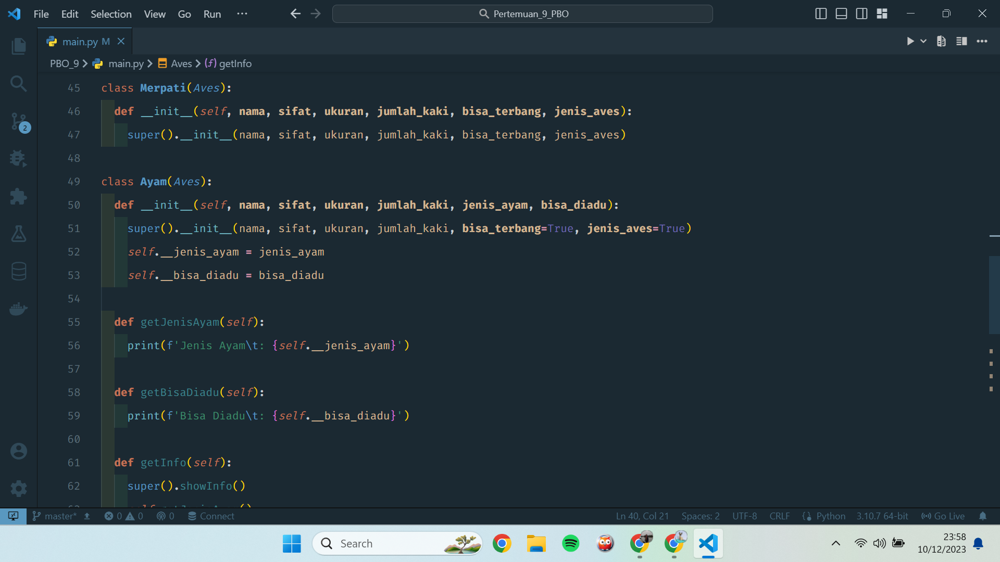 File Edit Selection View Go Run ···
Pertemuan_9_PBO
main.py M
PBO_9 > main.py > Aves > getInfo
45 class Merpati(Aves):
46 def __init__(self, nama, sifat, ukuran, jumlah_kaki, bisa_terbang, jenis_aves):
47 super().__init__(nama, sifat, ukuran, jumlah_kaki, bisa_terbang, jenis_aves)
48
49 class Ayam(Aves):
50 def __init__(self, nama, sifat, ukuran, jumlah_kaki, jenis_ayam, bisa_diadu):
51 super().__init__(nama, sifat, ukuran, jumlah_kaki, bisa_terbang=True, jenis_aves=True)
52 self.__jenis_ayam = jenis_ayam
53 self.__bisa_diadu = bisa_diadu
54
55 def getJenisAyam(self):
56 print(f'Jenis Ayam\t: {self.__jenis_ayam}')
57
58 def getBisaDiadu(self):
59 print(f'Bisa Diadu\t: {self.__bisa_diadu}')
60
61 def getInfo(self):
62 super().showInfo()
2
master* 0 0 0 Connect Ln 40, Col 21 Spaces: 2 UTF-8 CRLF {} Python 3.10.7 64-bit Go Live
Search
23:58
10/12/2023